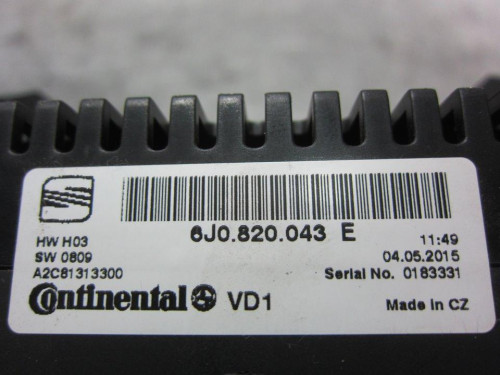 6J0.820.043 E
HW H03
11:49
SW 0809
04.05.2015
A2C81313300
Serial No. 0183331
Continental VD1
Made in CZ